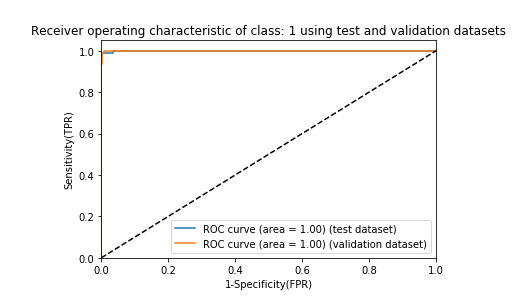 Receiver operating characteristic of class: 1 using test and validation datasets
1.0
0.8
0.6
0.4
0.2
0.0
Sensitivity(TPR)
ROC curve (area = 1.00) (test dataset)
ROC curve (area = 1.00) (validation dataset)
0.0 0.2 0.4 0.6 0.8 1.0
1-Specificity(FPR)